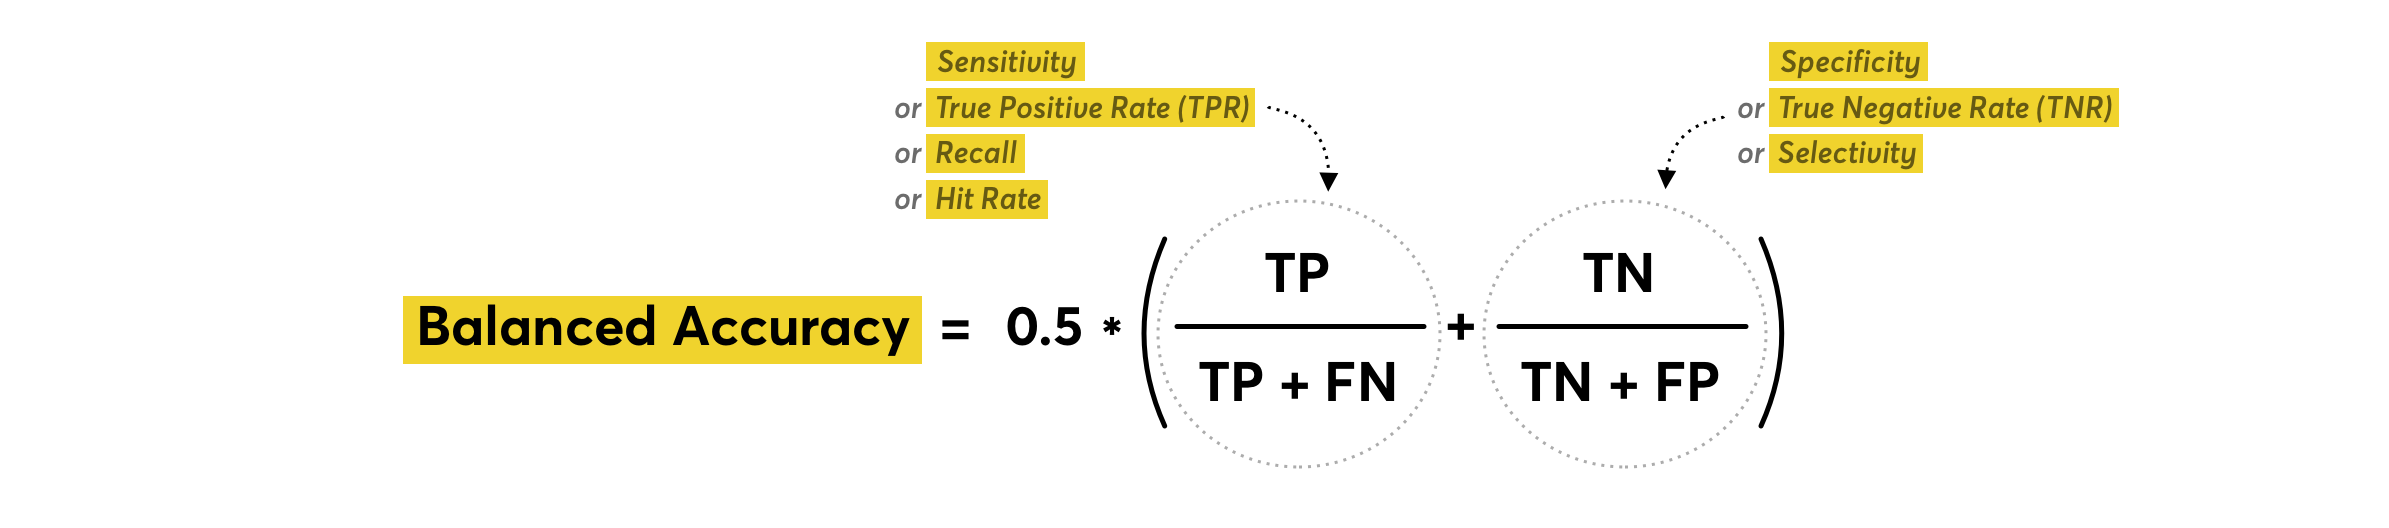 Sensitivity
or True Positive Rate (TPR)
or Recall
or Hit Rate
Specificity
or True Negative Rate (TNR)
or Selectivity
Balanced Accuracy = 0.5 * ( TP / TP + FN + TN / TN + FP )